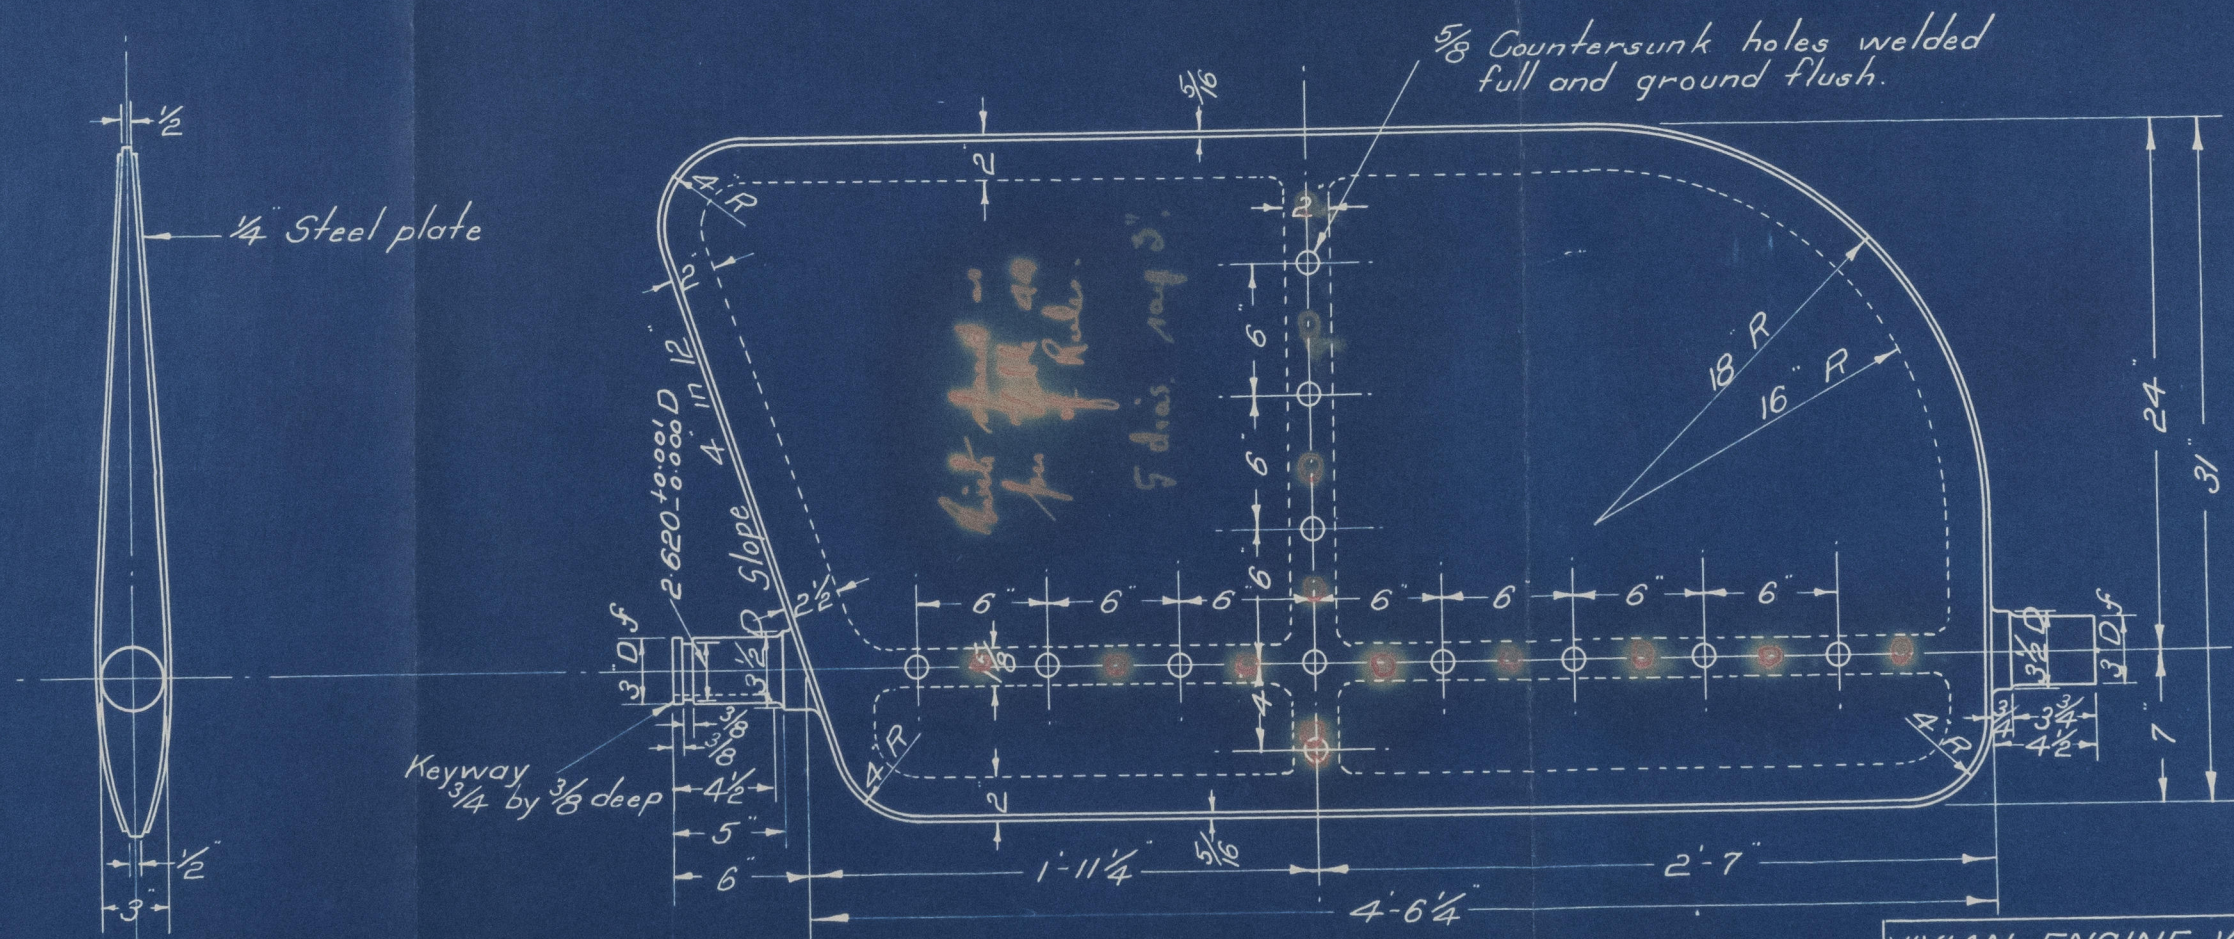 5/8 Countersunk holes welded
full and ground flush.
5/16
1/2"
1/4" Steel plate
2
4" R
2"
2"
5 dias. say 3".
6"
6"
6"
18" R
16" R
24"
31"
7"
Slope 4 in 12"
2·620 +0·001 -0·000 D
2 1/2"
6" 6" 6" 6" 6" 6" 6"
1 5/8
4"
3" D f
3 1/2 D
3 1/2 D
3 D f
3/8
3/8
4 1/2"
5"
6"
Keyway
3/4 by 3/8 deep
4" R
2
5/16
4" R
3/4
3 3/4"
4 1/2"
1'-11 1/4"
2'-7"
4'-6 1/4"
1/2"
3"
VIVIAN ENGINE